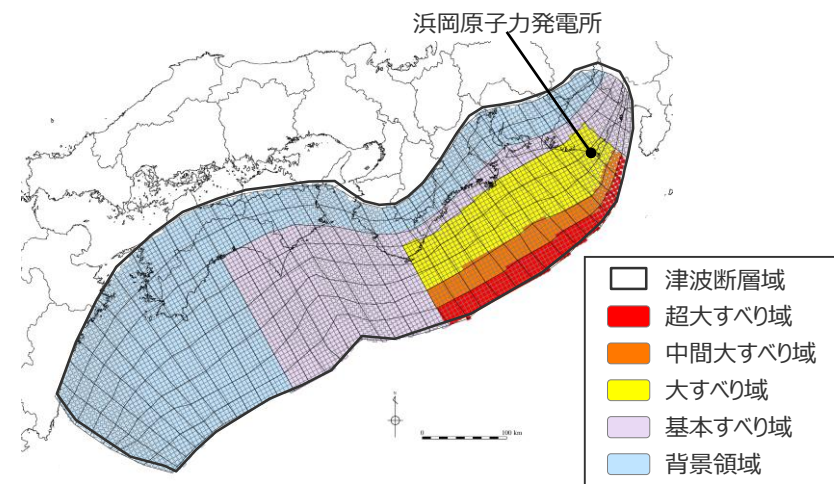 浜岡原子力発電所
津波断層域
超大すべり域
中間大すべり域
大すべり域
基本すべり域
背景領域
0 100 km